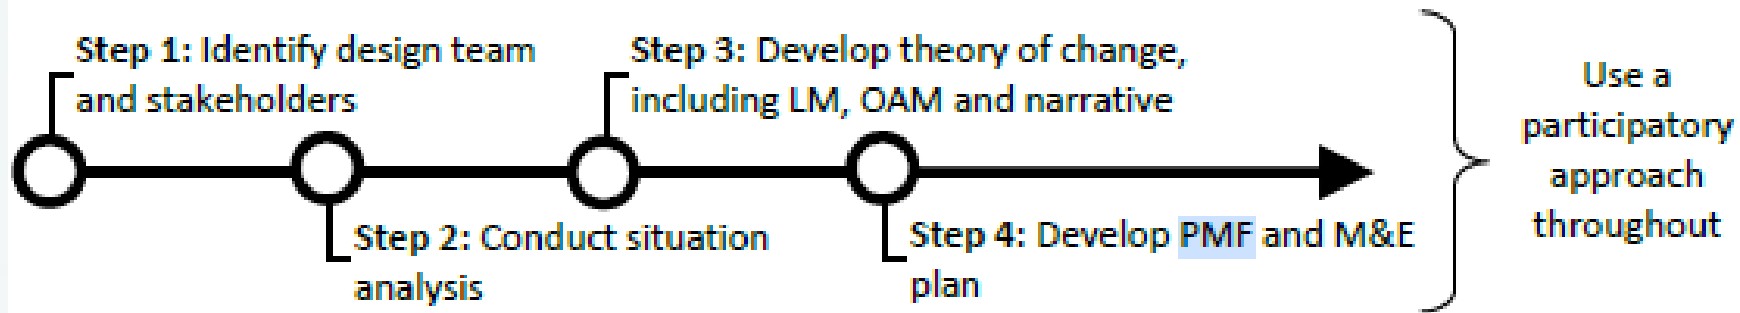 Step 1: Identify design team
and stakeholders
Step 2: Conduct situation
analysis
Step 3: Develop theory of change,
including LM, OAM and narrative
Step 4: Develop PMF and M&E
plan
Use a
participatory
approach
throughout